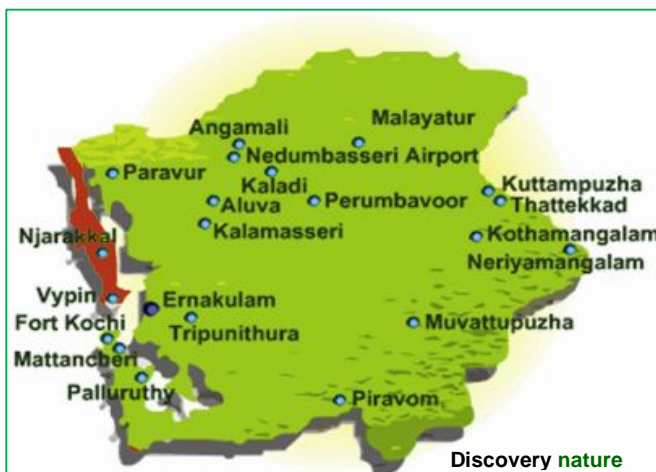 Angamali
Malayatur
Nedumbasseri Airport
Paravur
Kaladi
Kuttampuzha
Aluva
Perumbavoor
Thattekkad
Kalamasseri
Kothamangalam
Njarakkal
Neriyamangalam
Vypin
Ernakulam
Fort Kochi
Tripunithura
Muvattupuzha
Mattancheri
Palluruthy
Piravom
Discovery nature